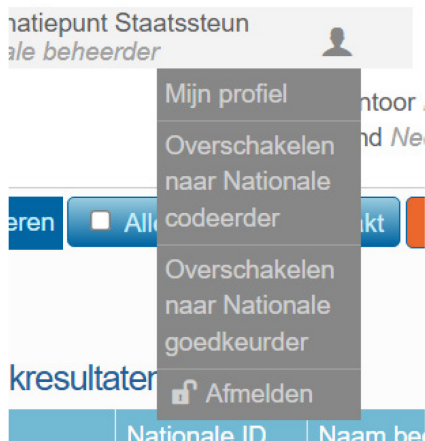 natiepunt Staatssteun
ale beheerder
Mijn profiel
ntoor
nd Ne
Overschakelen
naar Nationale
codeerder
eren
Alle
kt
Overschakelen
naar Nationale
goedkeurder
kresultaten
Afmelden
Nationale ID
Naam be